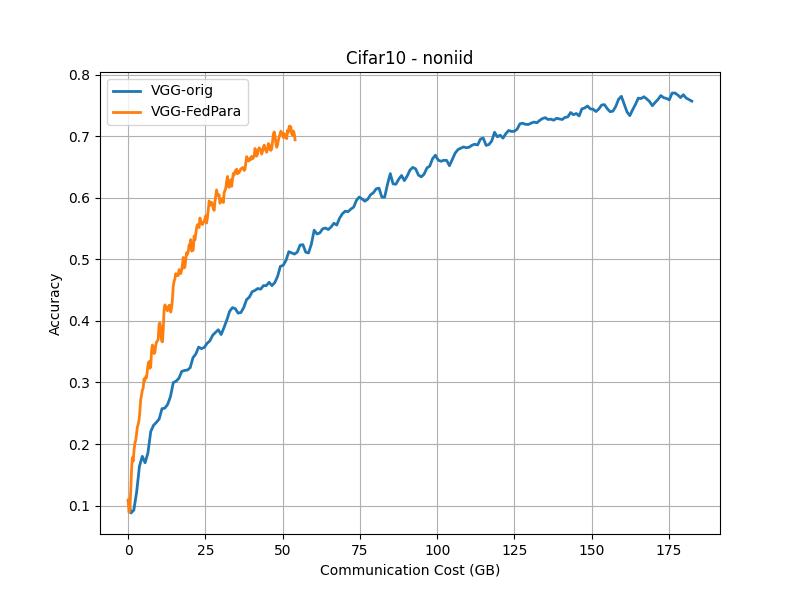 Cifar10 - noniid
VGG-orig
VGG-FedPara
0.8
0.7
0.6
0.5
0.4
0.3
0.2
0.1
Accuracy
0 25 50 75 100 125 150 175
Communication Cost (GB)